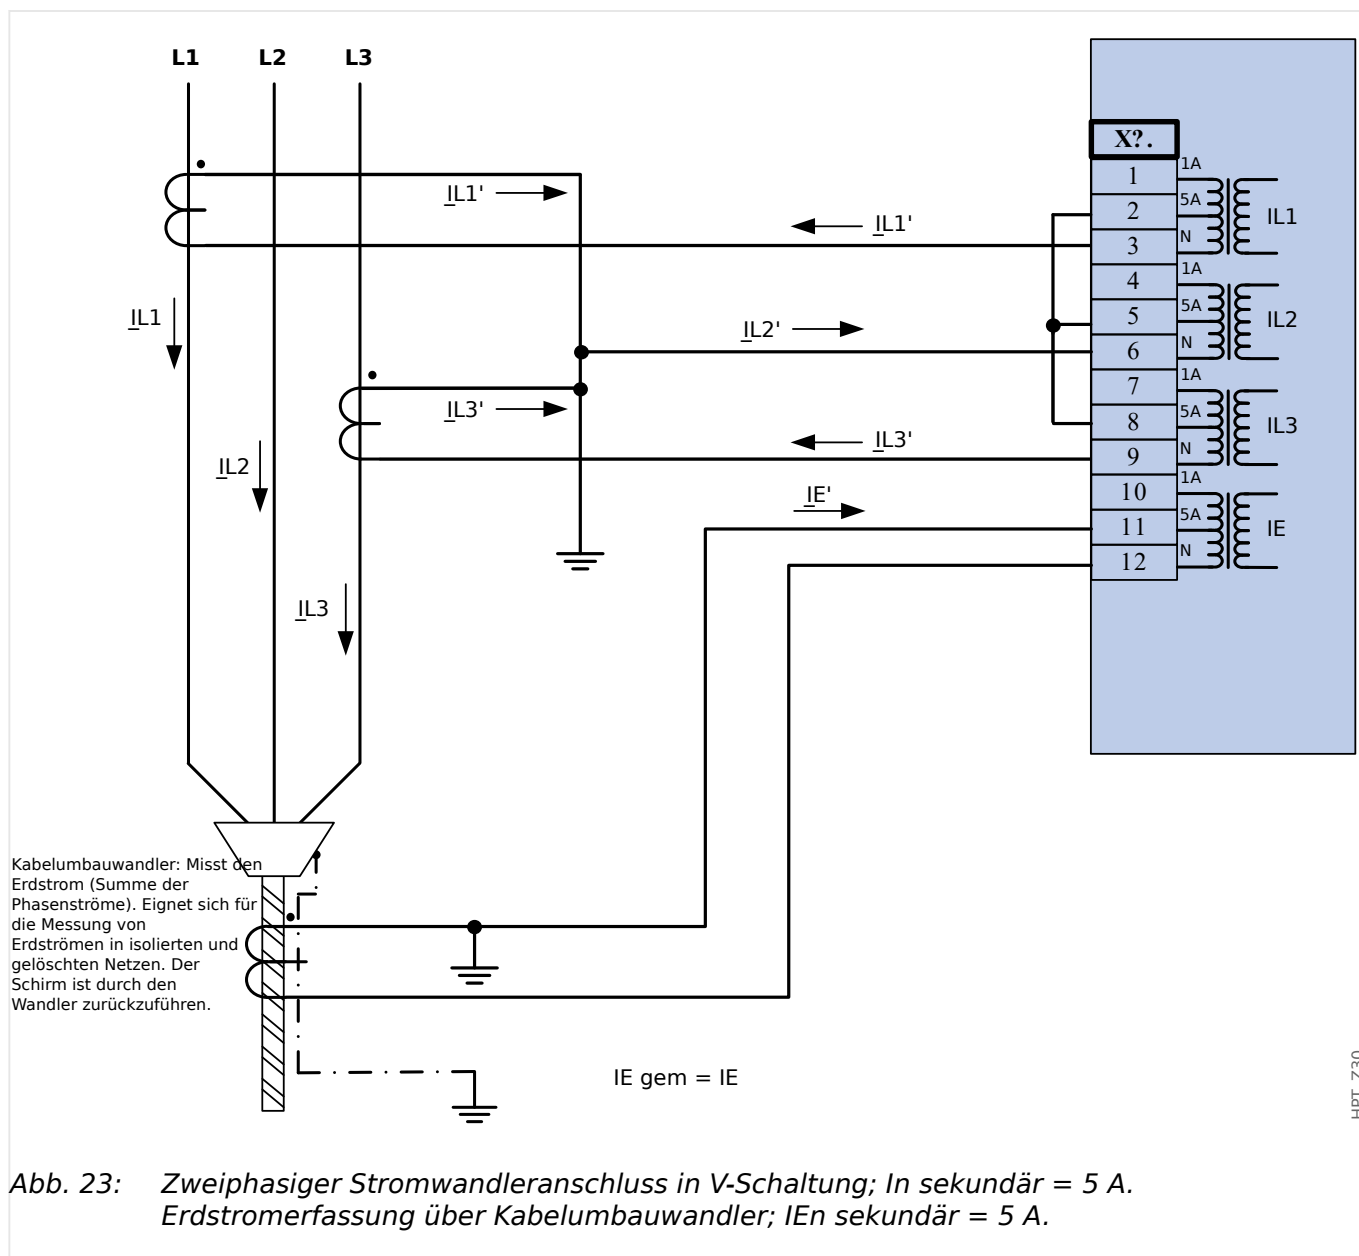 L1 L2 L3
X?.
1
2
3
4
5
6
7
8
9
10
11
12
1A
5A
N
IL1
1A
5A
N
IL2
1A
5A
N
IL3
1A
5A
N
IE
IL1'
IL1'
IL1
IL2'
IL3'
IL3'
IL2
IE'
IL3
Kabelumbauwandler: Misst den
Erdstrom (Summe der
Phasenströme). Eignet sich für
die Messung von
Erdströmen in isolierten und
gelöschten Netzen. Der
Schirm ist durch den
Wandler zurückzuführen.
IE gem = IE
Abb. 23: Zweiphasiger Stromwandleranschluss in V-Schaltung; In sekundär = 5 A.
Erdstromerfassung über Kabelumbauwandler; IEn sekundär = 5 A.